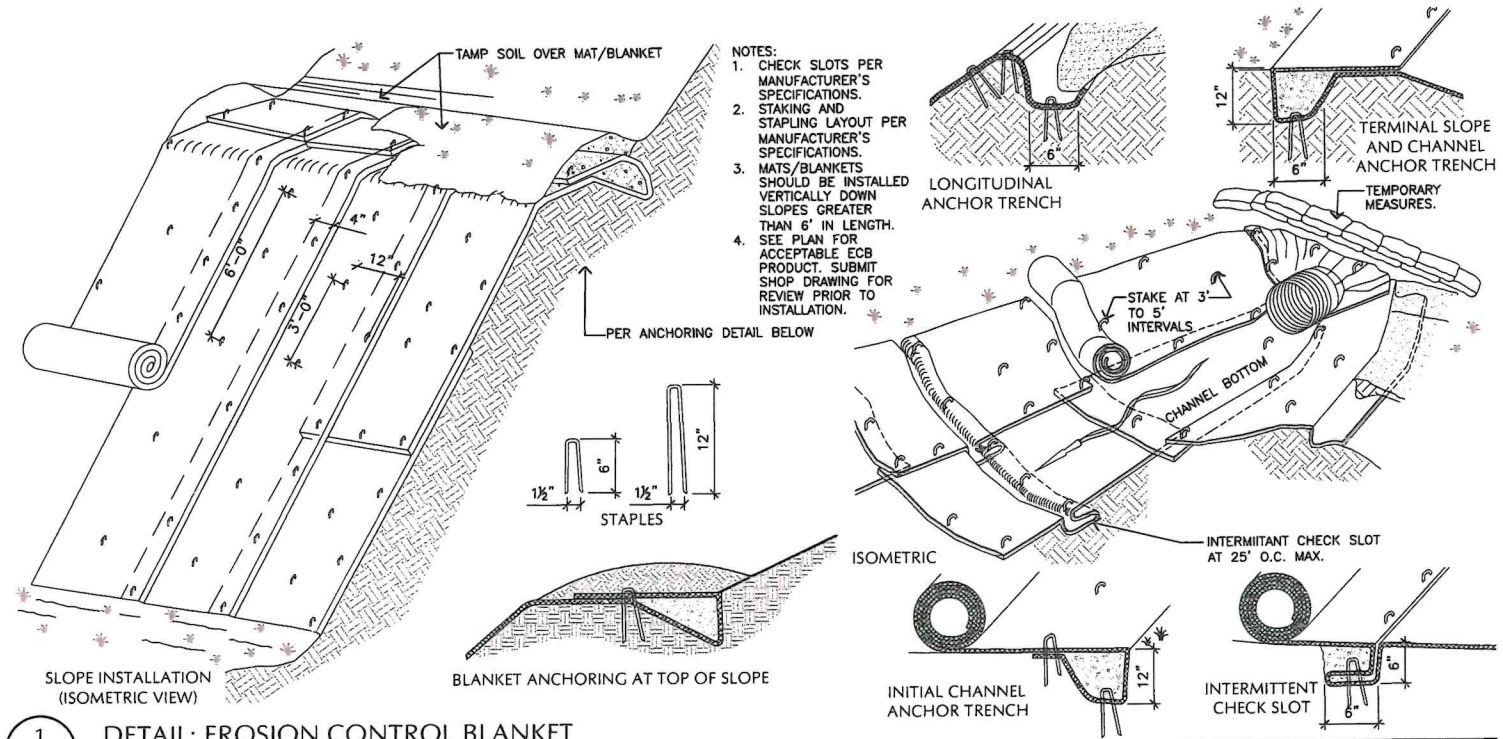 TAMP SOIL OVER MAT/BLANKET
4"
6'-0"
12"
3'-0"
PER ANCHORING DETAIL BELOW
SLOPE INSTALLATION
(ISOMETRIC VIEW)
NOTES:
1. CHECK SLOTS PER
MANUFACTURER'S
SPECIFICATIONS.
2. STAKING AND
STAPLING LAYOUT PER
MANUFACTURER'S
SPECIFICATIONS.
3. MATS/BLANKETS
SHOULD BE INSTALLED
VERTICALLY DOWN
SLOPES GREATER
THAN 6' IN LENGTH.
4. SEE PLAN FOR
ACCEPTABLE ECB
PRODUCT. SUBMIT
SHOP DRAWING FOR
REVIEW PRIOR TO
INSTALLATION.
6"
12"
1½"
1½"
STAPLES
BLANKET ANCHORING AT TOP OF SLOPE
6"
LONGITUDINAL
ANCHOR TRENCH
12"
6"
TERMINAL SLOPE
AND CHANNEL
ANCHOR TRENCH
TEMPORARY
MEASURES.
STAKE AT 3'
TO 5'
INTERVALS
CHANNEL BOTTOM
ISOMETRIC
INTERMIITANT CHECK SLOT
AT 25' O.C. MAX.
12"
INITIAL CHANNEL
ANCHOR TRENCH
6"
6"
INTERMITTENT
CHECK SLOT
1
DETAIL: EROSION CONTROL BLANKET